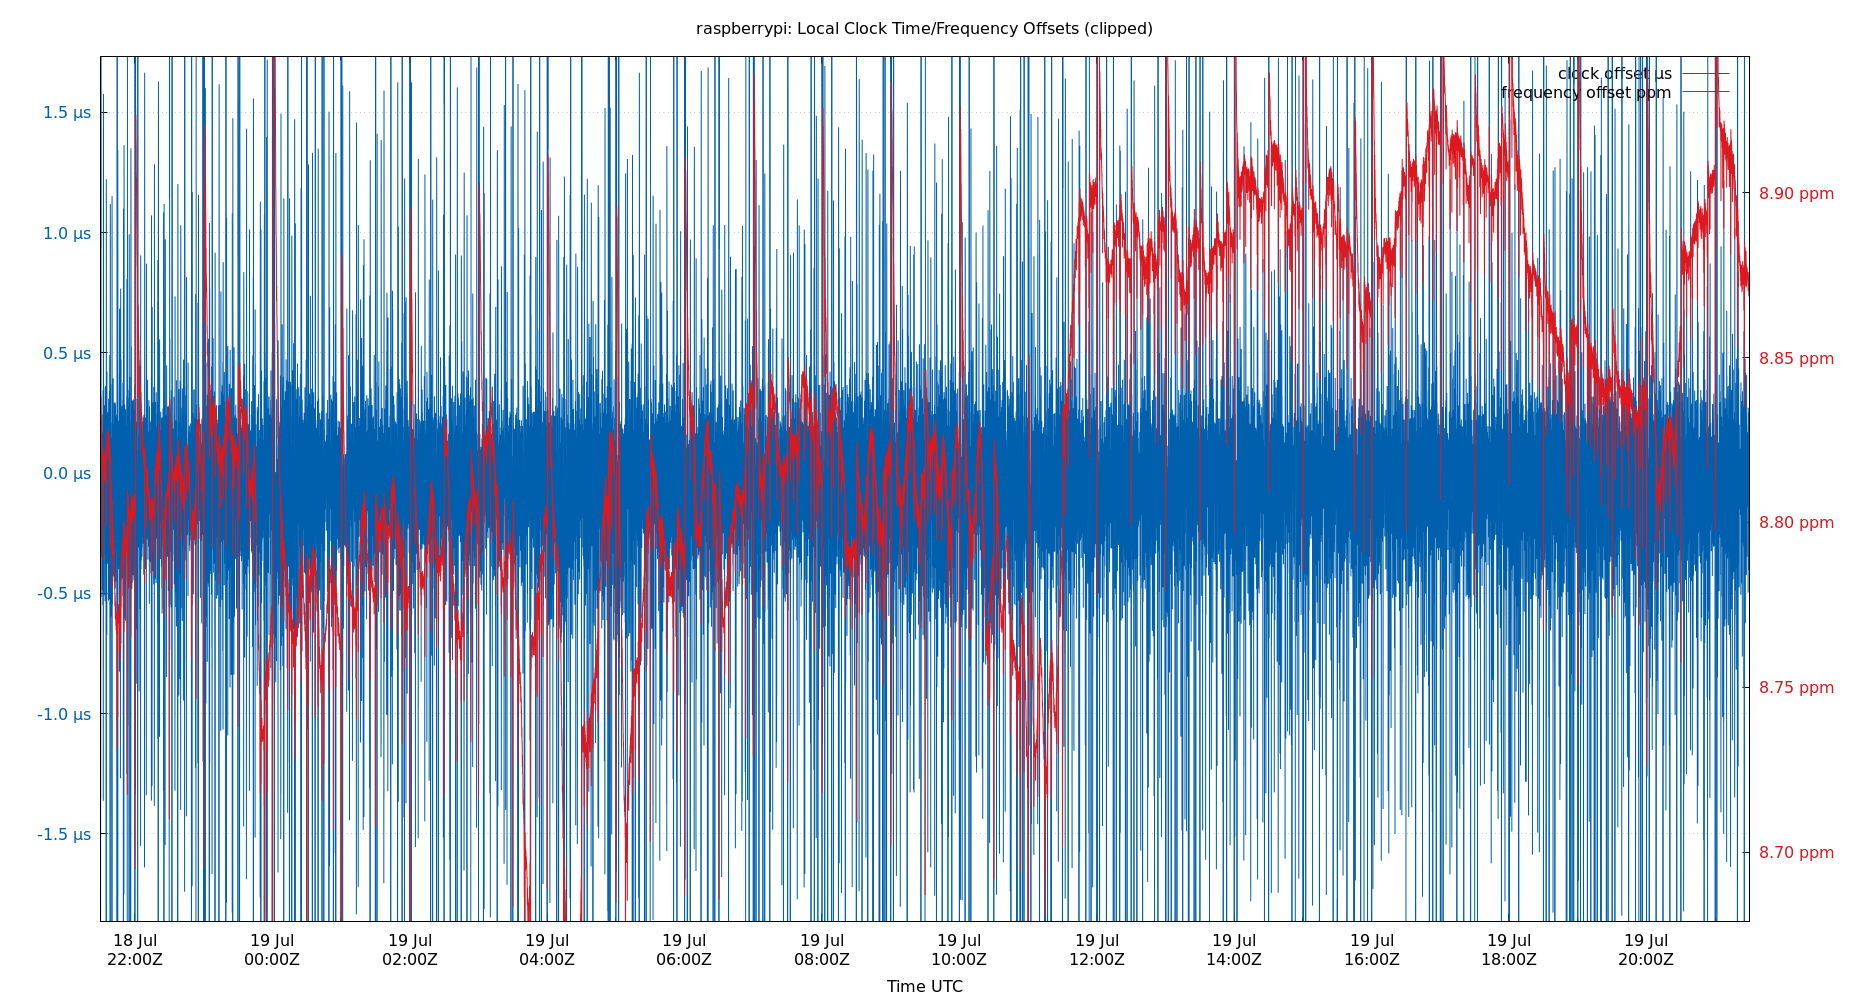 raspberrypi: Local Clock Time/Frequency Offsets (clipped)
clock offset µs
frequency offset ppm
1.5 µs
1.0 µs
0.5 µs
0.0 µs
-0.5 µs
-1.0 µs
-1.5 µs
8.90 ppm
8.85 ppm
8.80 ppm
8.75 ppm
8.70 ppm
18 Jul 19 Jul 19 Jul 19 Jul 19 Jul 19 Jul 19 Jul 19 Jul 19 Jul 19 Jul 19 Jul 19 Jul
22:00Z 00:00Z 02:00Z 04:00Z 06:00Z 08:00Z 10:00Z 12:00Z 14:00Z 16:00Z 18:00Z 20:00Z
Time UTC